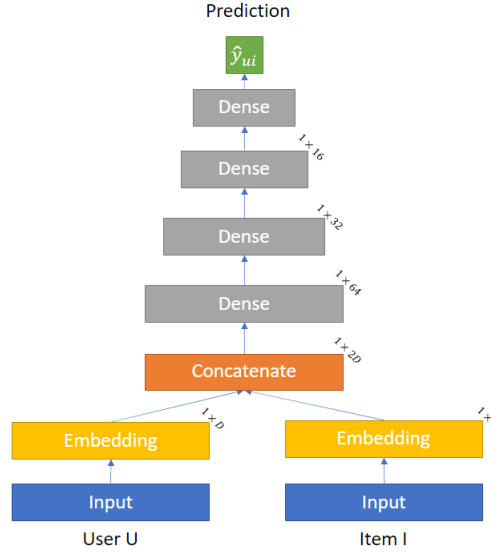 Prediction
ŷᵤᵢ
Dense
1 × 16
Dense
1 × 32
Dense
1 × 64
Dense
1 × 2D
Concatenate
1 × D
1 ×
Embedding
Embedding
Input
Input
User U
Item I